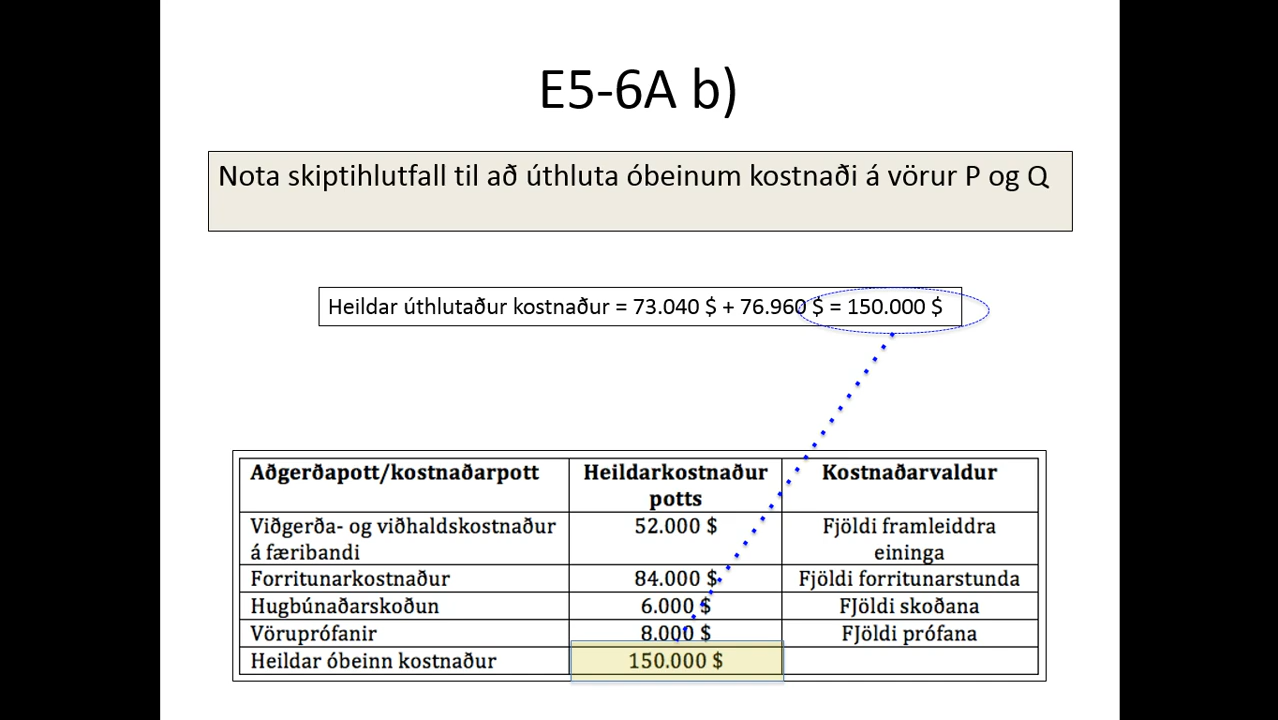 E5-6A b)
Nota skiptihlutfall til að úthluta óbeinum kostnaði á vörur P og Q
Heildar úthlutaður kostnaður = 73.040 $ + 76.960 $ = 150.000 $
Aðgerðapott/kostnaðarpott Heildarkostnaður Kostnaðarvaldur
potts
Viðgerða- og viðhaldskostnaður 52.000 $ Fjöldi framleiddra
á færibandi eininga
Forritunarkostnaður 84.000 $ Fjöldi forritunarstunda
Hugbúnaðarskoðun 6.000 $ FJöldi skoðana
Vöruprófanir 8.000 $ FJöldi prófana
Heildar óbeinn kostnaður 150.000 $